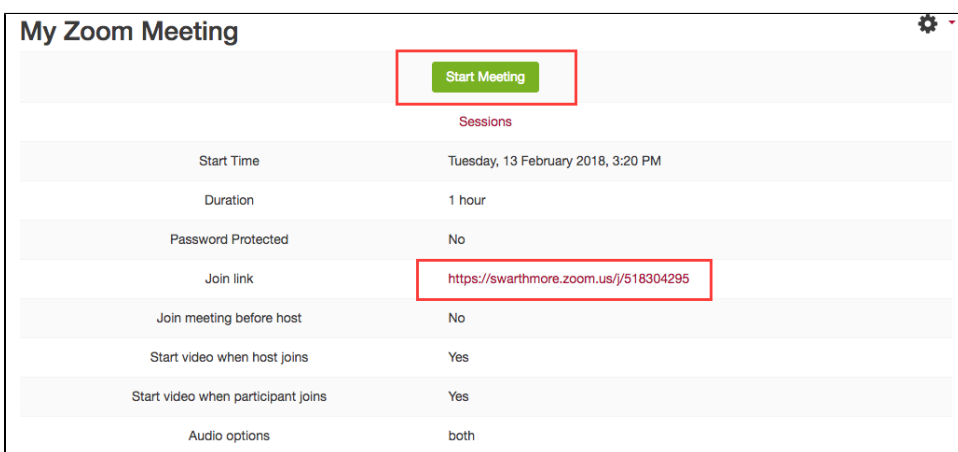 My Zoom Meeting
Start Meeting
Sessions
Start Time Tuesday, 13 February 2018, 3:20 PM
Duration 1 hour
Password Protected No
Join link https://swarthmore.zoom.us/j/518304295
Join meeting before host No
Start video when host joins Yes
Start video when participant joins Yes
Audio options both